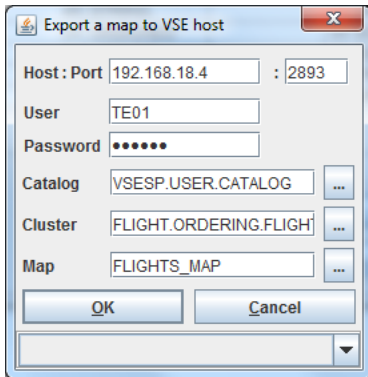 Export a map to VSE host
Host : Port 192.168.18.4 : 2893
User TE01
Password ••••••
Catalog VSESP.USER.CATALOG ...
Cluster FLIGHT.ORDERING.FLIGHT ...
Map FLIGHTS_MAP ...
OK Cancel